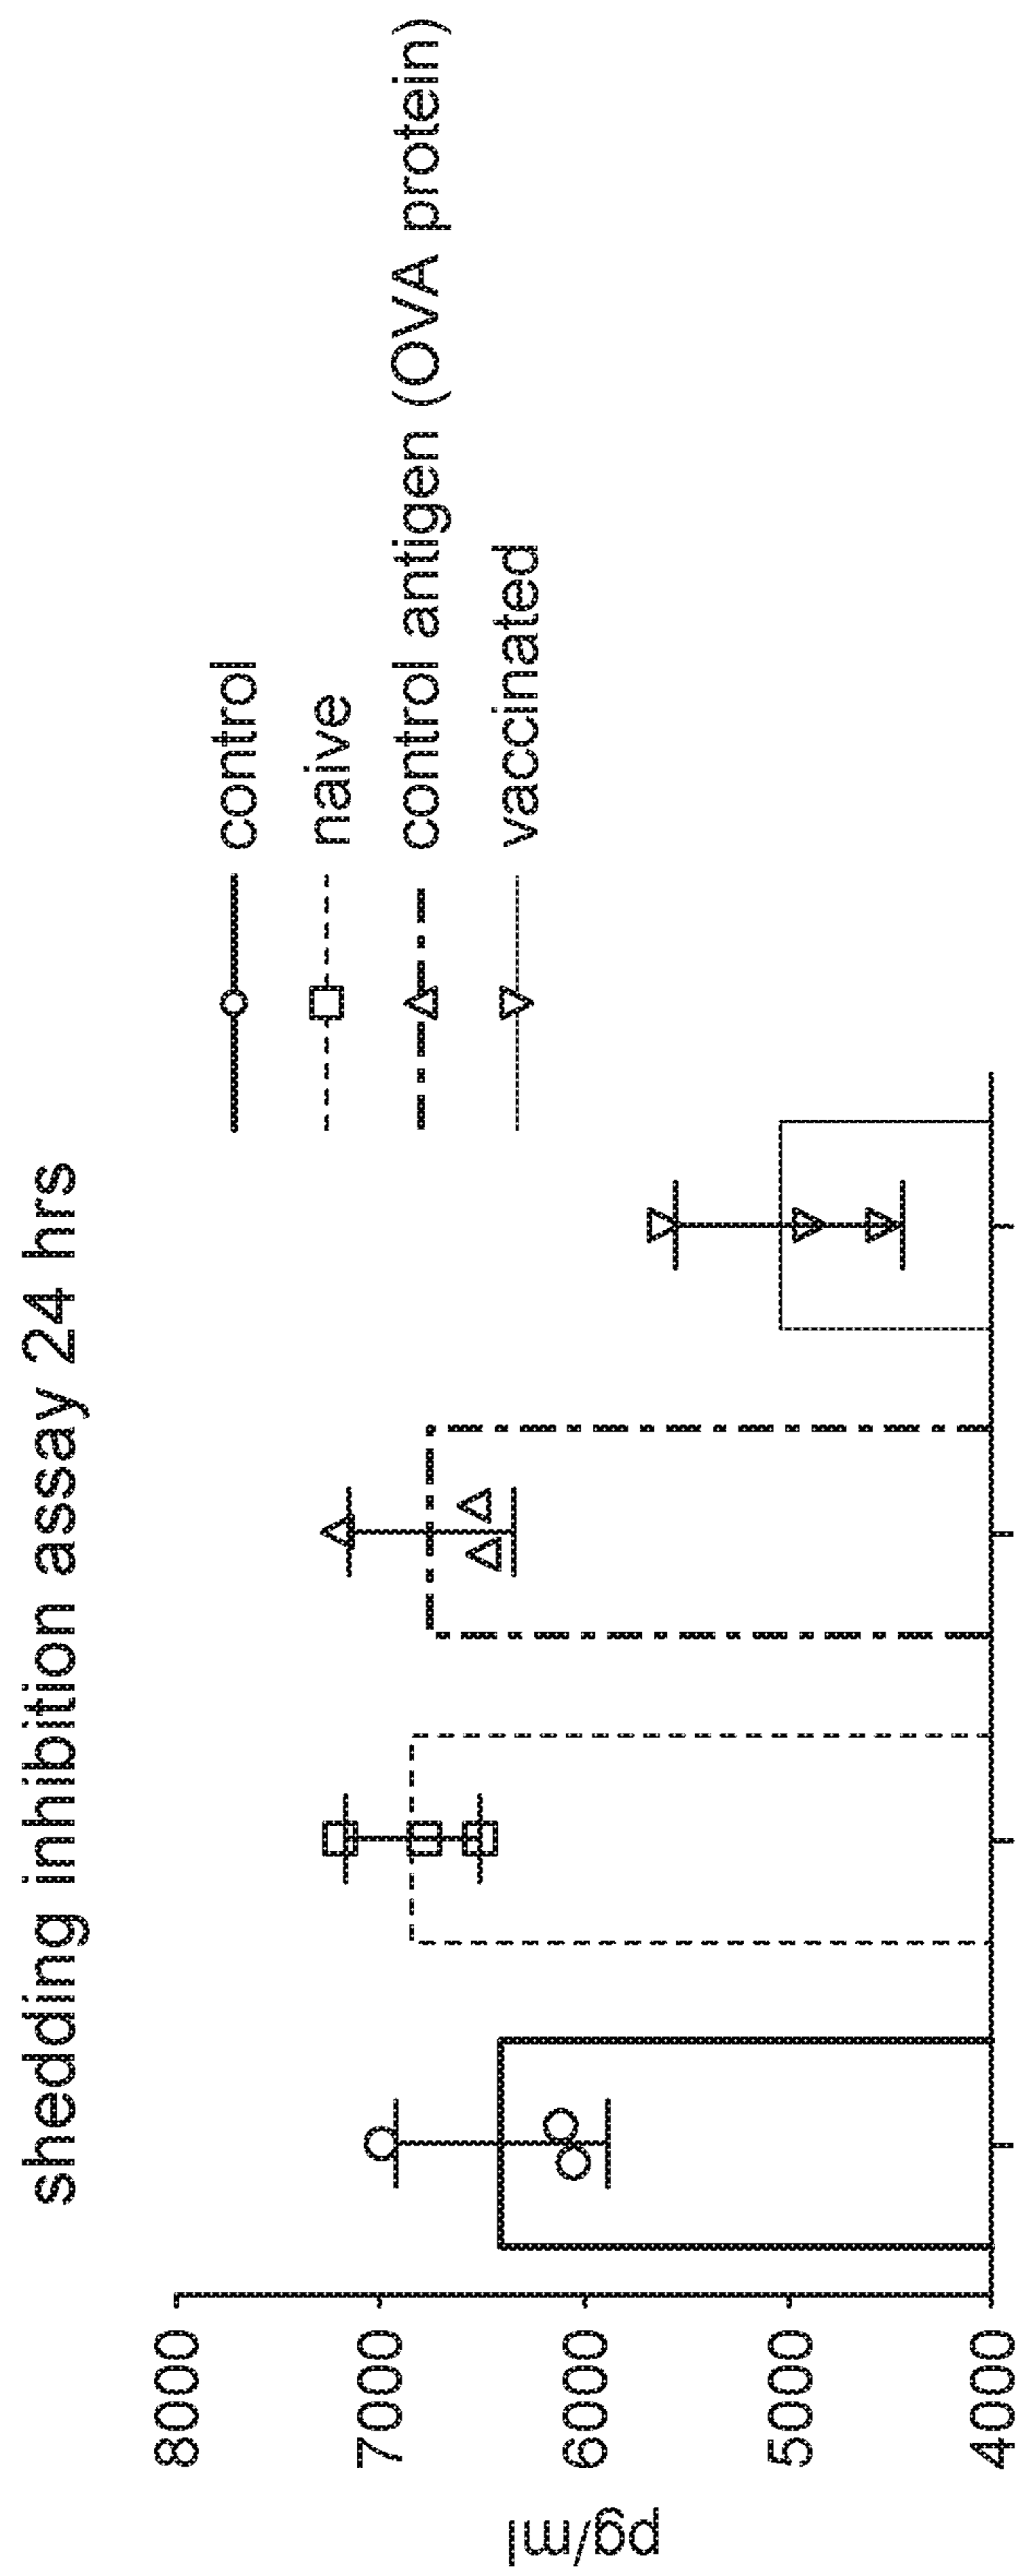 shedding inhibition assay 24 hrs
control
naive
control antigen (OVA protein)
vaccinated
pg/ml
8000
7000
6000
5000
4000